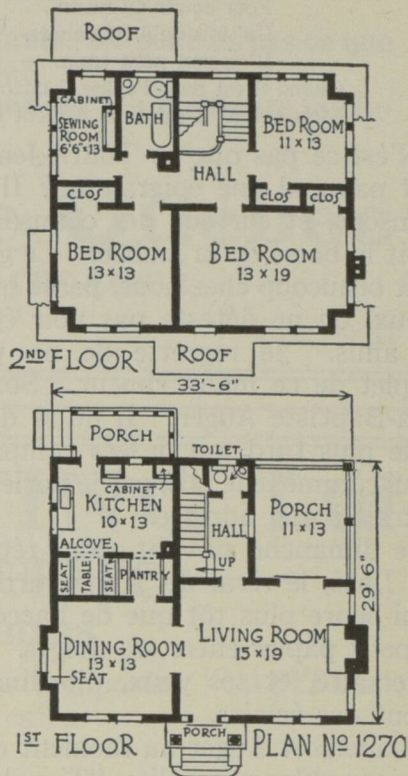 ROOF
CABINET
SEWING
ROOM
6'6"×13
BATH
HALL
BED ROOM
11×13
CLOS
CLOS
CLOS
BED ROOM
13×13
BED ROOM
13×19
2ND FLOOR
ROOF
33'-6"
PORCH
TOILET
CABINET
KITCHEN
10×13
ALCOVE
SEAT
TABLE
SEAT
PANTRY
HALL
UP
PORCH
11×13
29'6"
DINING ROOM
13×13
SEAT
LIVING ROOM
15×19
PORCH
1ST FLOOR
PLAN Nº 1270